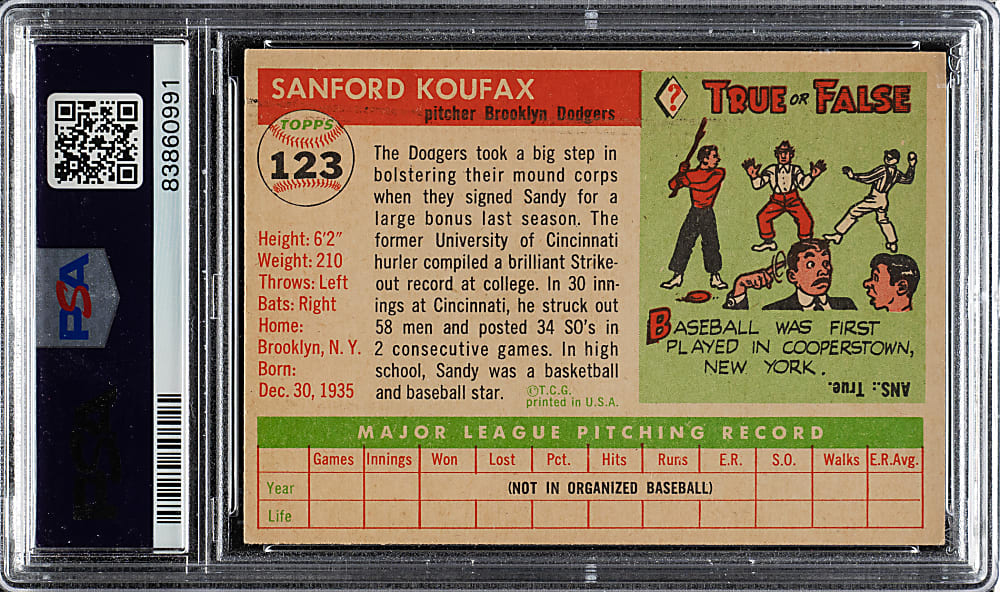 83860991
PSA
PSA
SANFORD KOUFAX
pitcher Brooklyn Dodgers
TOPPS
123
Height: 6'2"
Weight: 210
Throws: Left
Bats: Right
Home:
Brooklyn, N. Y.
Born:
Dec. 30, 1935
The Dodgers took a big step in
bolstering their mound corps
when they signed Sandy for a
large bonus last season. The
former University of Cincinnati
hurler compiled a brilliant Strike-
out record at college. In 30 inn-
ings at Cincinnati, he struck out
58 men and posted 34 SO's in
2 consecutive games. In high
school, Sandy was a basketball
and baseball star.
©T.C.G.
printed in U.S.A.
? TRUE OR FALSE
BASEBALL WAS FIRST
PLAYED IN COOPERSTOWN,
NEW YORK.
ANS.: True.
MAJOR LEAGUE PITCHING RECORD
Games Innings Won Lost Pct. Hits Runs E.R. S.O. Walks E.R.Avg.
Year (NOT IN ORGANIZED BASEBALL)
Life